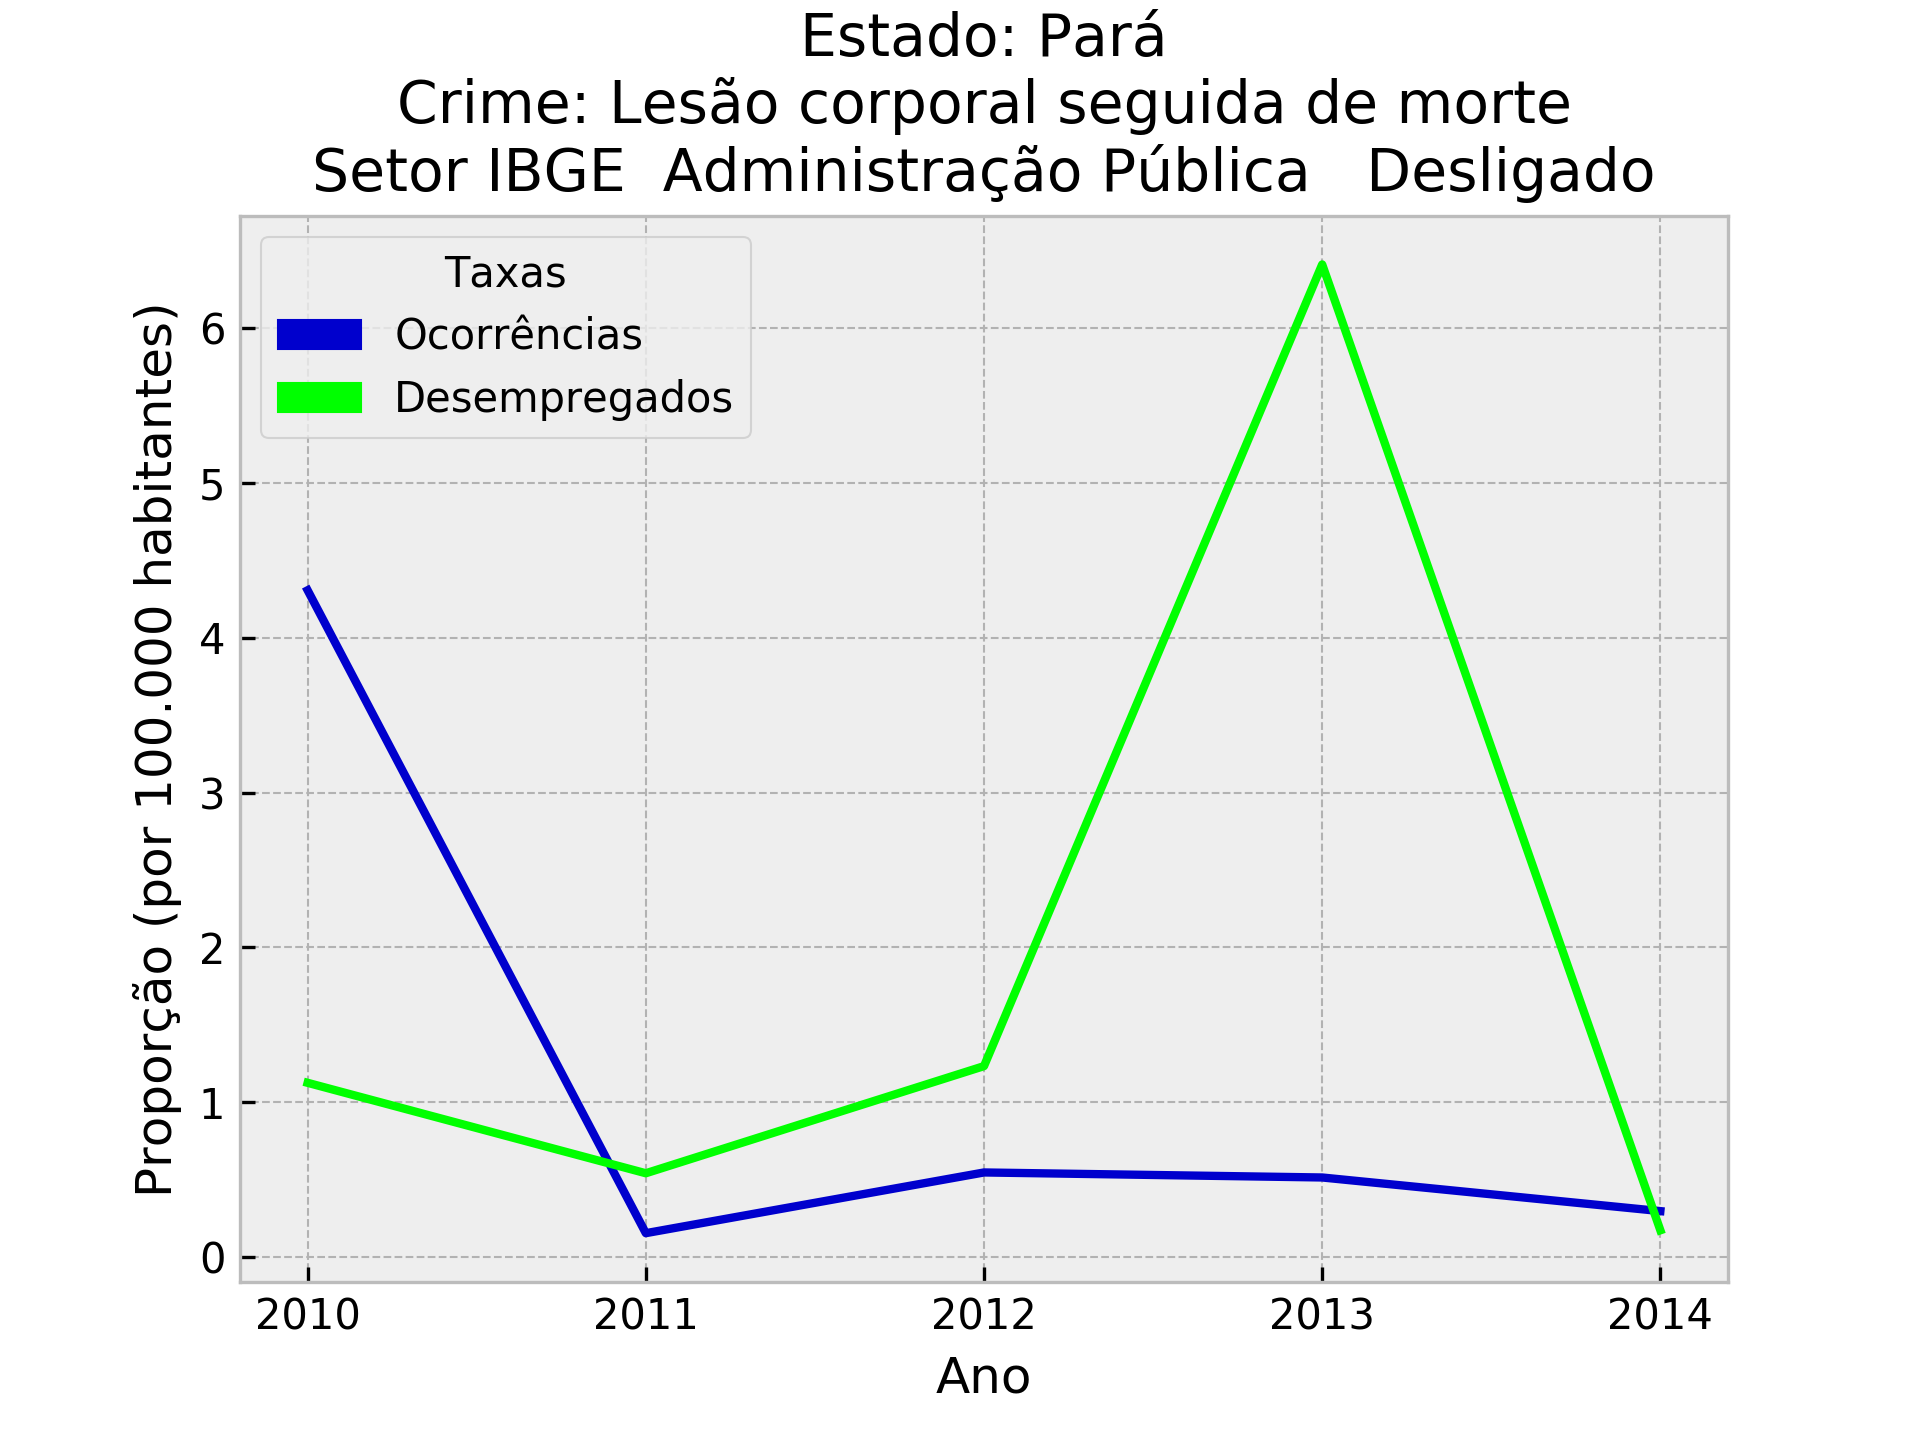 Estado: Pará
Crime: Lesão corporal seguida de morte
Setor IBGE  Administração Pública   Desligado
Taxas
Ocorrências
Desempregados
Proporção (por 100.000 habitantes)
6
5
4
3
2
1
0
2010 2011 2012 2013 2014
Ano